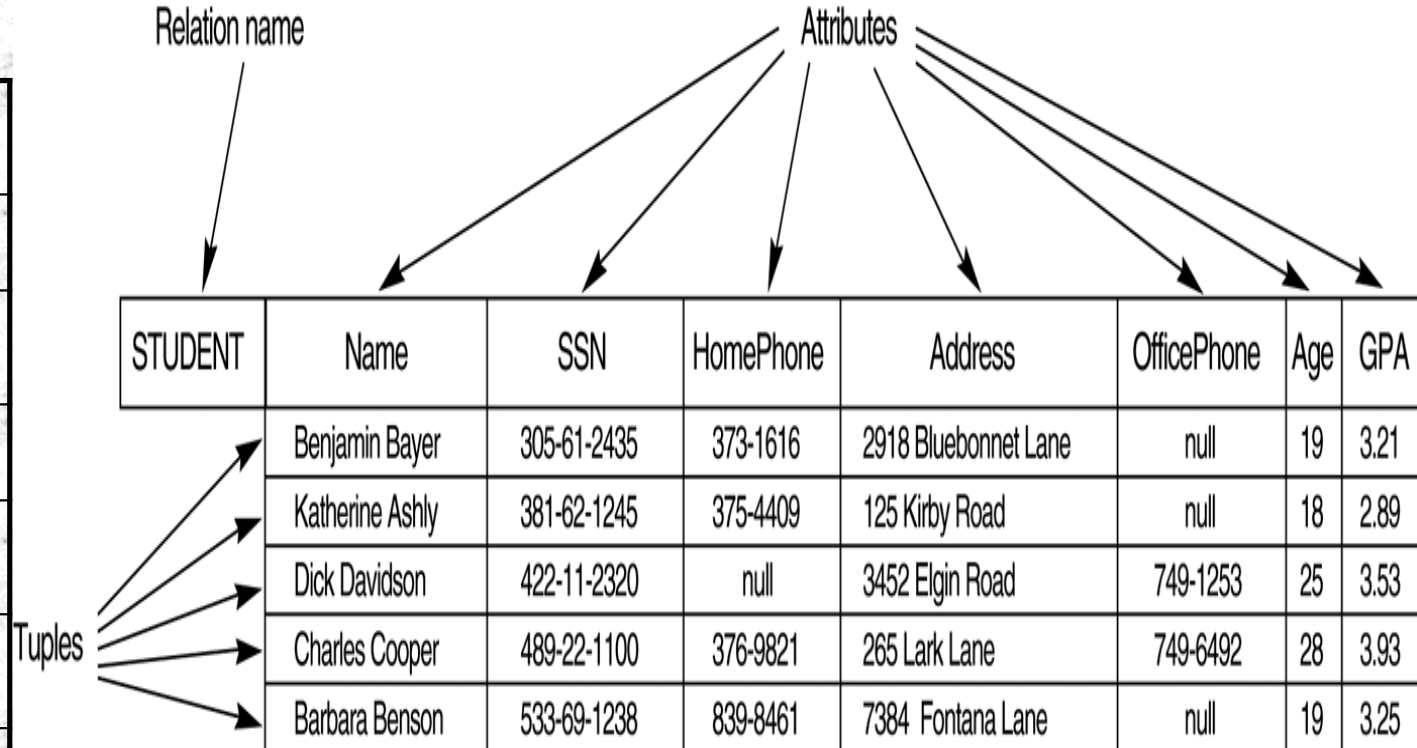 Relation name Attributes
STUDENT Name SSN HomePhone Address OfficePhone Age GPA
Benjamin Bayer 305-61-2435 373-1616 2918 Bluebonnet Lane null 19 3.21
Katherine Ashly 381-62-1245 375-4409 125 Kirby Road null 18 2.89
Dick Davidson 422-11-2320 null 3452 Elgin Road 749-1253 25 3.53
Tuples Charles Cooper 489-22-1100 376-9821 265 Lark Lane 749-6492 28 3.93
Barbara Benson 533-69-1238 839-8461 7384 Fontana Lane null 19 3.25